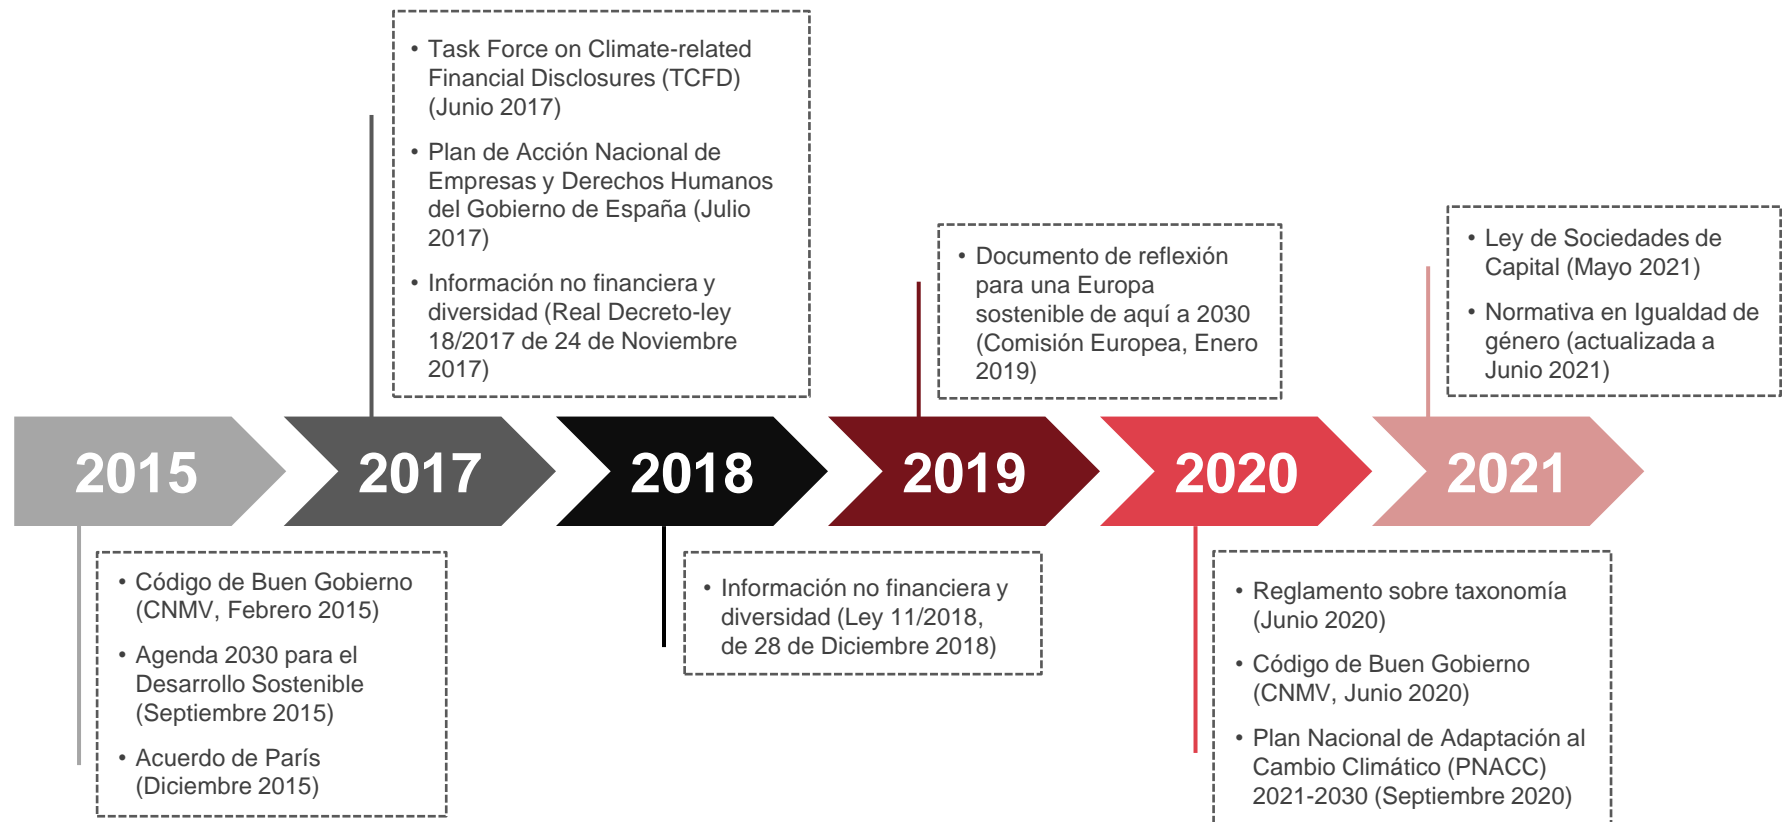 • Task Force on Climate-related
Financial Disclosures (TCFD)
(Junio 2017)
• Plan de Acción Nacional de
Empresas y Derechos Humanos
del Gobierno de España (Julio
2017)
• Información no financiera y
diversidad (Real Decreto-ley
18/2017 de 24 de Noviembre
2017)
• Documento de reflexión
para una Europa
sostenible de aquí a 2030
(Comisión Europea, Enero
2019)
• Ley de Sociedades de
Capital (Mayo 2021)
• Normativa en Igualdad de
género (actualizada a
Junio 2021)
2015
2017
2018
2019
2020
2021
• Código de Buen Gobierno
(CNMV, Febrero 2015)
• Agenda 2030 para el
Desarrollo Sostenible
(Septiembre 2015)
• Acuerdo de París
(Diciembre 2015)
• Información no financiera y
diversidad (Ley 11/2018,
de 28 de Diciembre 2018)
• Reglamento sobre taxonomía
(Junio 2020)
• Código de Buen Gobierno
(CNMV, Junio 2020)
• Plan Nacional de Adaptación al
Cambio Climático (PNACC)
2021-2030 (Septiembre 2020)